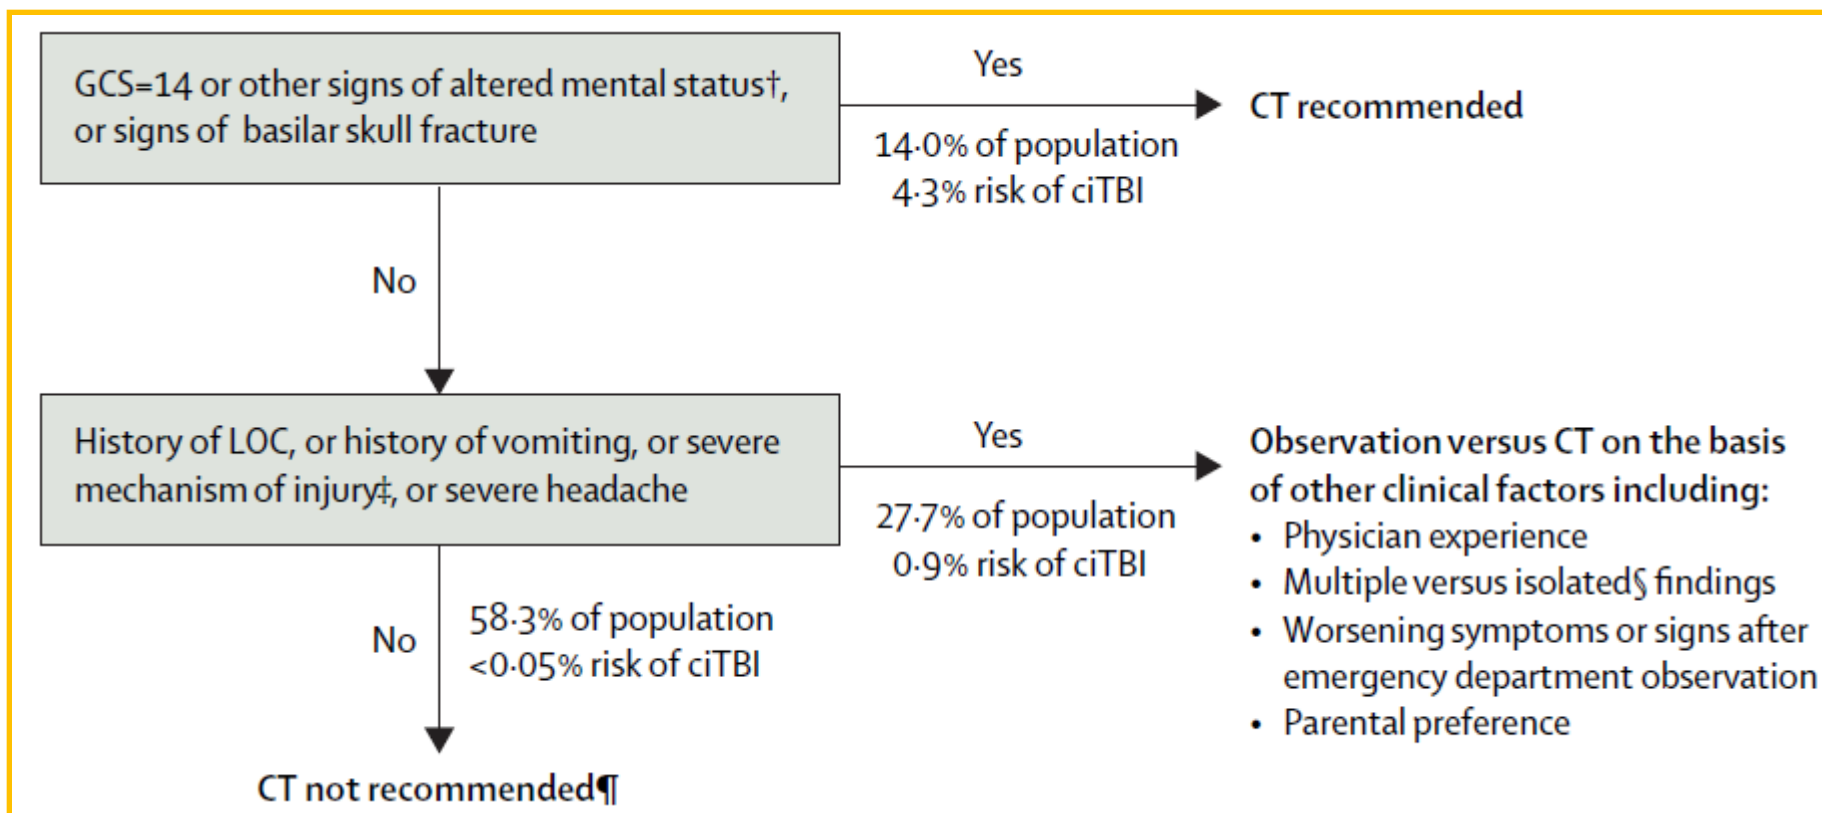 GCS=14 or other signs of altered mental status†,
or signs of basilar skull fracture
Yes
14·0% of population
4·3% risk of ciTBI
CT recommended
No
History of LOC, or history of vomiting, or severe
mechanism of injury‡, or severe headache
Yes
27·7% of population
0·9% risk of ciTBI
Observation versus CT on the basis
of other clinical factors including:
• Physician experience
• Multiple versus isolated§ findings
• Worsening symptoms or signs after
emergency department observation
• Parental preference
No
58·3% of population
<0·05% risk of ciTBI
CT not recommended¶